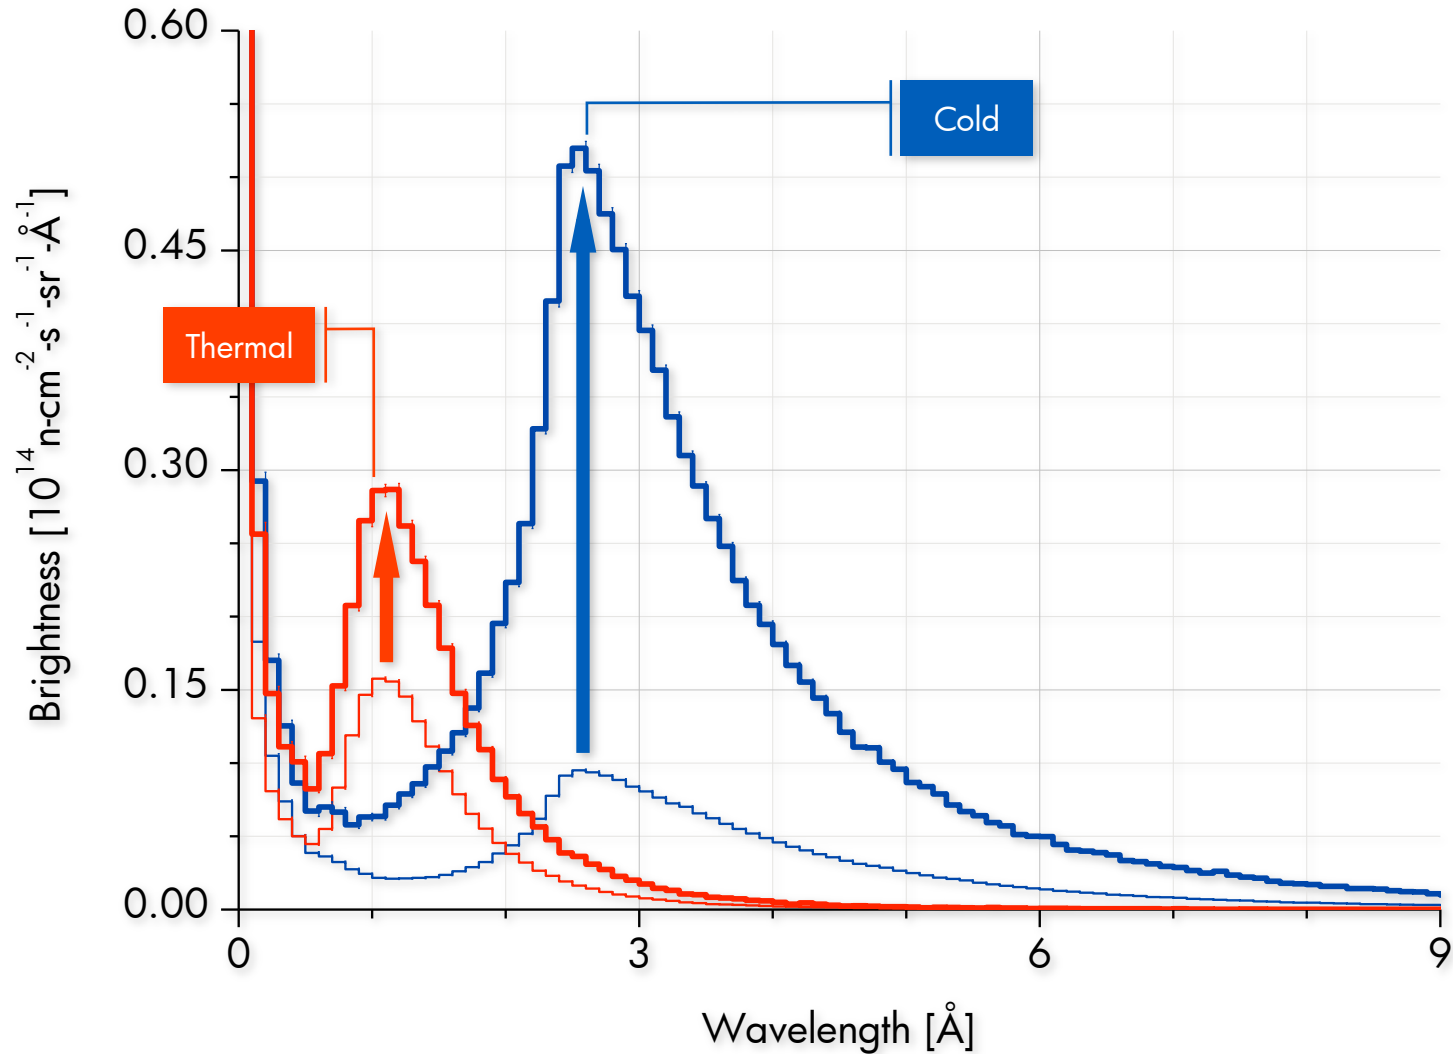 0.60
0.45
0.30
0.15
0.00
0
3
6
9
Cold
Thermal
Brightness [10¹⁴ n-cm⁻²-s⁻¹-sr⁻¹-Å⁻¹]
Wavelength [Å]